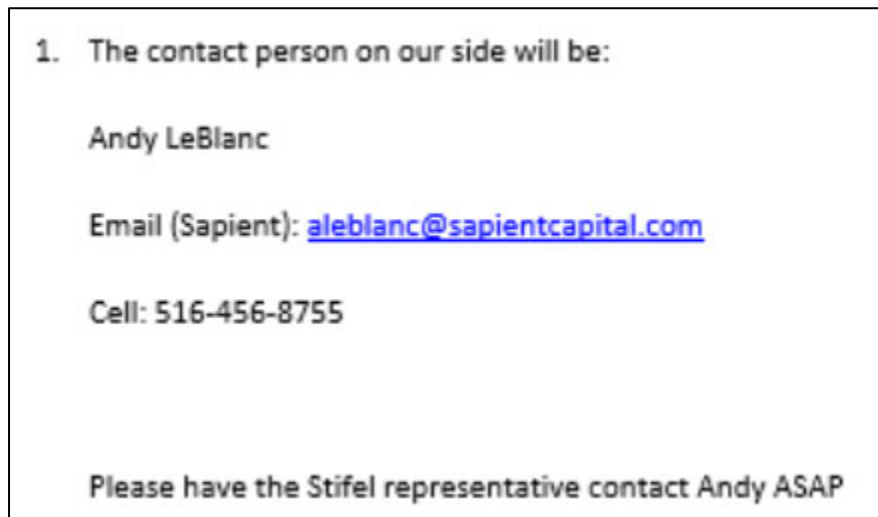 1. The contact person on our side will be:
Andy LeBlanc
Email (Sapient): aleblanc@sapientcapital.com
Cell: 516-456-8755
Please have the Stifel representative contact Andy ASAP